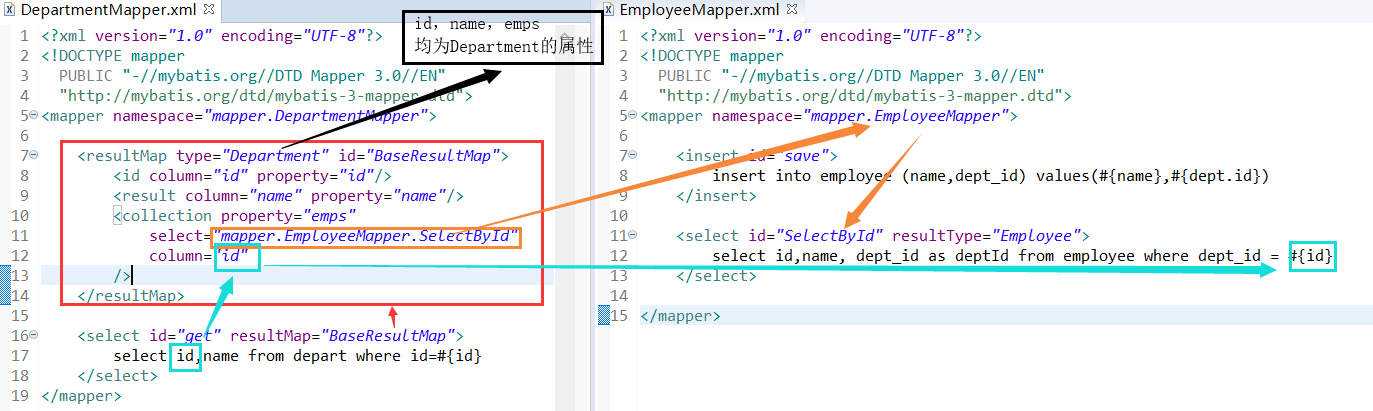 DepartmentMapper.xml
id, name, emps
均为Department的属性
1 <?xml version="1.0" encoding="UTF-8"?>
2 <!DOCTYPE mapper
3 PUBLIC "-//mybatis.org//DTD Mapper 3.0//EN"
4 "http://mybatis.org/dtd/mybatis-3-mapper.dtd">
5 <mapper namespace="mapper.DepartmentMapper">
6
7 <resultMap type="Department" id="BaseResultMap">
8 <id column="id" property="id"/>
9 <result column="name" property="name"/>
10 <collection property="emps"
11 select="mapper.EmployeeMapper.SelectById"
12 column="id"
13 />
14 </resultMap>
15
16 <select id="get" resultMap="BaseResultMap">
17 select id,name from depart where id=#{id}
18 </select>
19 </mapper>
EmployeeMapper.xml
1 <?xml version="1.0" encoding="UTF-8"?>
2 <!DOCTYPE mapper
3 PUBLIC "-//mybatis.org//DTD Mapper 3.0//EN"
4 "http://mybatis.org/dtd/mybatis-3-mapper.dtd">
5 <mapper namespace="mapper.EmployeeMapper">
6
7 <insert id="save">
8 insert into employee (name,dept_id) values(#{name},#{dept.id})
9 </insert>
10
11 <select id="SelectById" resultType="Employee">
12 select id,name, dept_id as deptId from employee where dept_id = #{id}
13 </select>
14
15 </mapper>